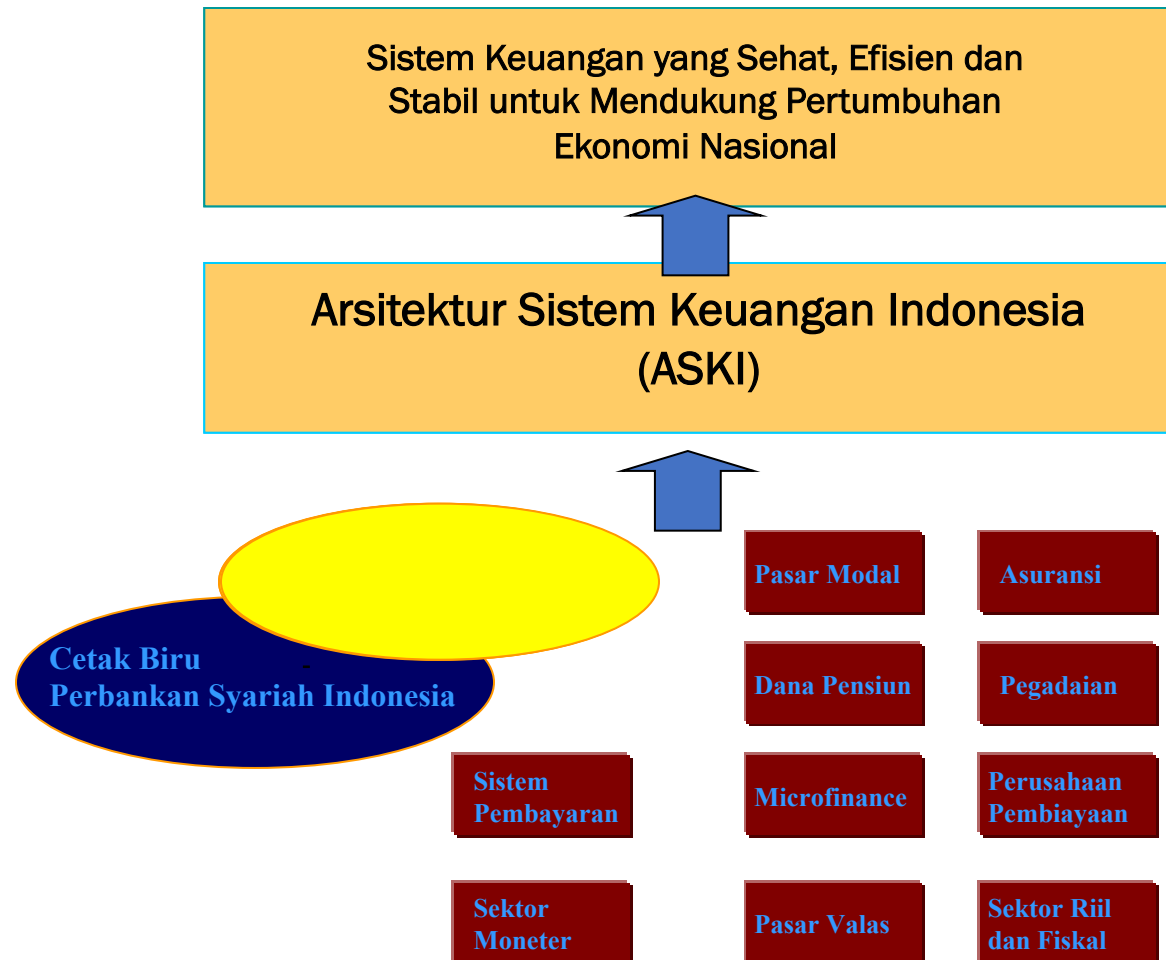 Sistem Keuangan yang Sehat, Efisien dan
Stabil untuk Mendukung Pertumbuhan
Ekonomi Nasional
Arsitektur Sistem Keuangan Indonesia
(ASKI)
Cetak Biru
Perbankan Syariah Indonesia
Pasar Modal
Asuransi
Dana Pensiun
Pegadaian
Sistem
Pembayaran
Microfinance
Perusahaan
Pembiayaan
Sektor
Moneter
Pasar Valas
Sektor Riil
dan Fiskal